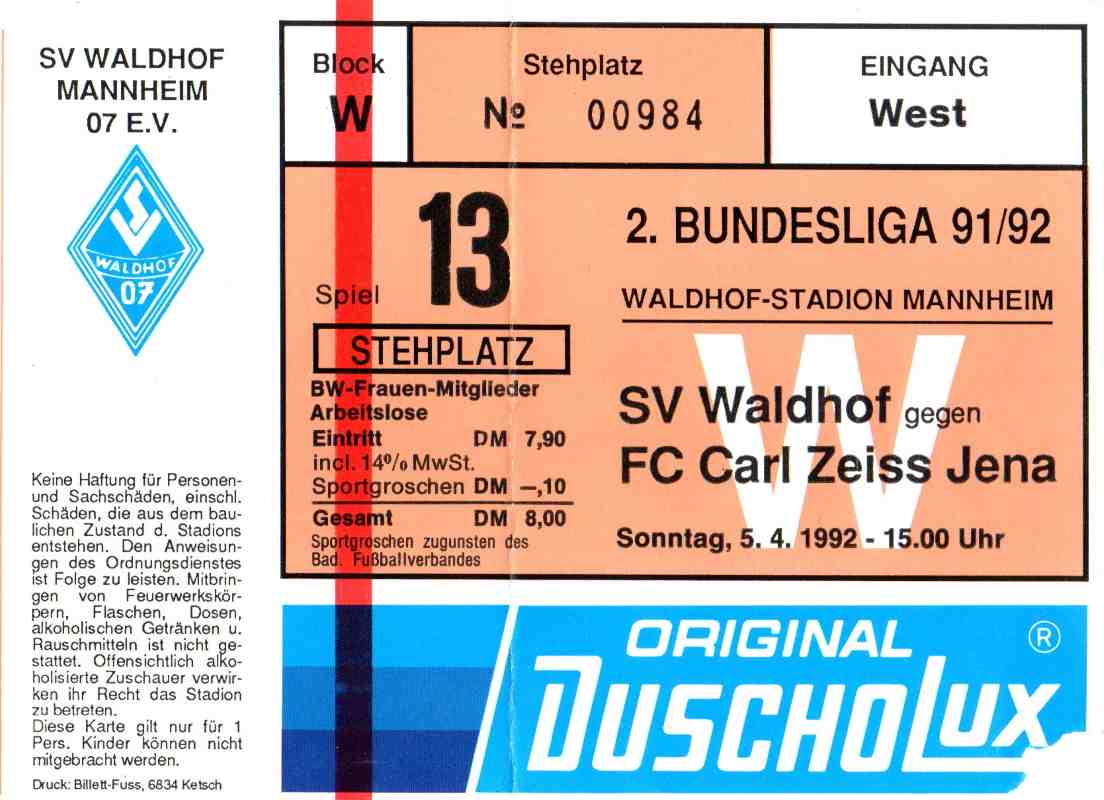 SV WALDHOF
MANNHEIM
07 E.V.
SV
WALDHOF
07
Keine Haftung für Personen-
und Sachschäden, einschl.
Schäden, die aus dem bau-
lichen Zustand d. Stadions
entstehen. Den Anweisun-
gen des Ordnungsdienstes
ist Folge zu leisten. Mitbrin-
gen von Feuerwerkskör-
pern, Flaschen, Dosen,
alkoholischen Getränken u.
Rauschmitteln ist nicht ge-
stattet. Offensichtlich alko-
holisierte Zuschauer verwir-
ken ihr Recht das Stadion
zu betreten.
Diese Karte gilt nur für 1
Pers. Kinder können nicht
mitgebracht werden.
Druck: Billett-Fuss, 6834 Ketsch
Block
W
Stehplatz
№ 00984
EINGANG
West
Spiel 13
STEHPLATZ
BW-Frauen-Mitglieder
Arbeitslose
Eintritt DM 7,90
incl. 14% MwSt.
Sportgroschen DM –,10
Gesamt DM 8,00
Sportgroschen zugunsten des
Bad. Fußballverbandes
2. BUNDESLIGA 91/92
WALDHOF-STADION MANNHEIM
W
SV Waldhof gegen
FC Carl Zeiss Jena
Sonntag, 5. 4. 1992 - 15.00 Uhr
ORIGINAL ®
DUSCHOLUX